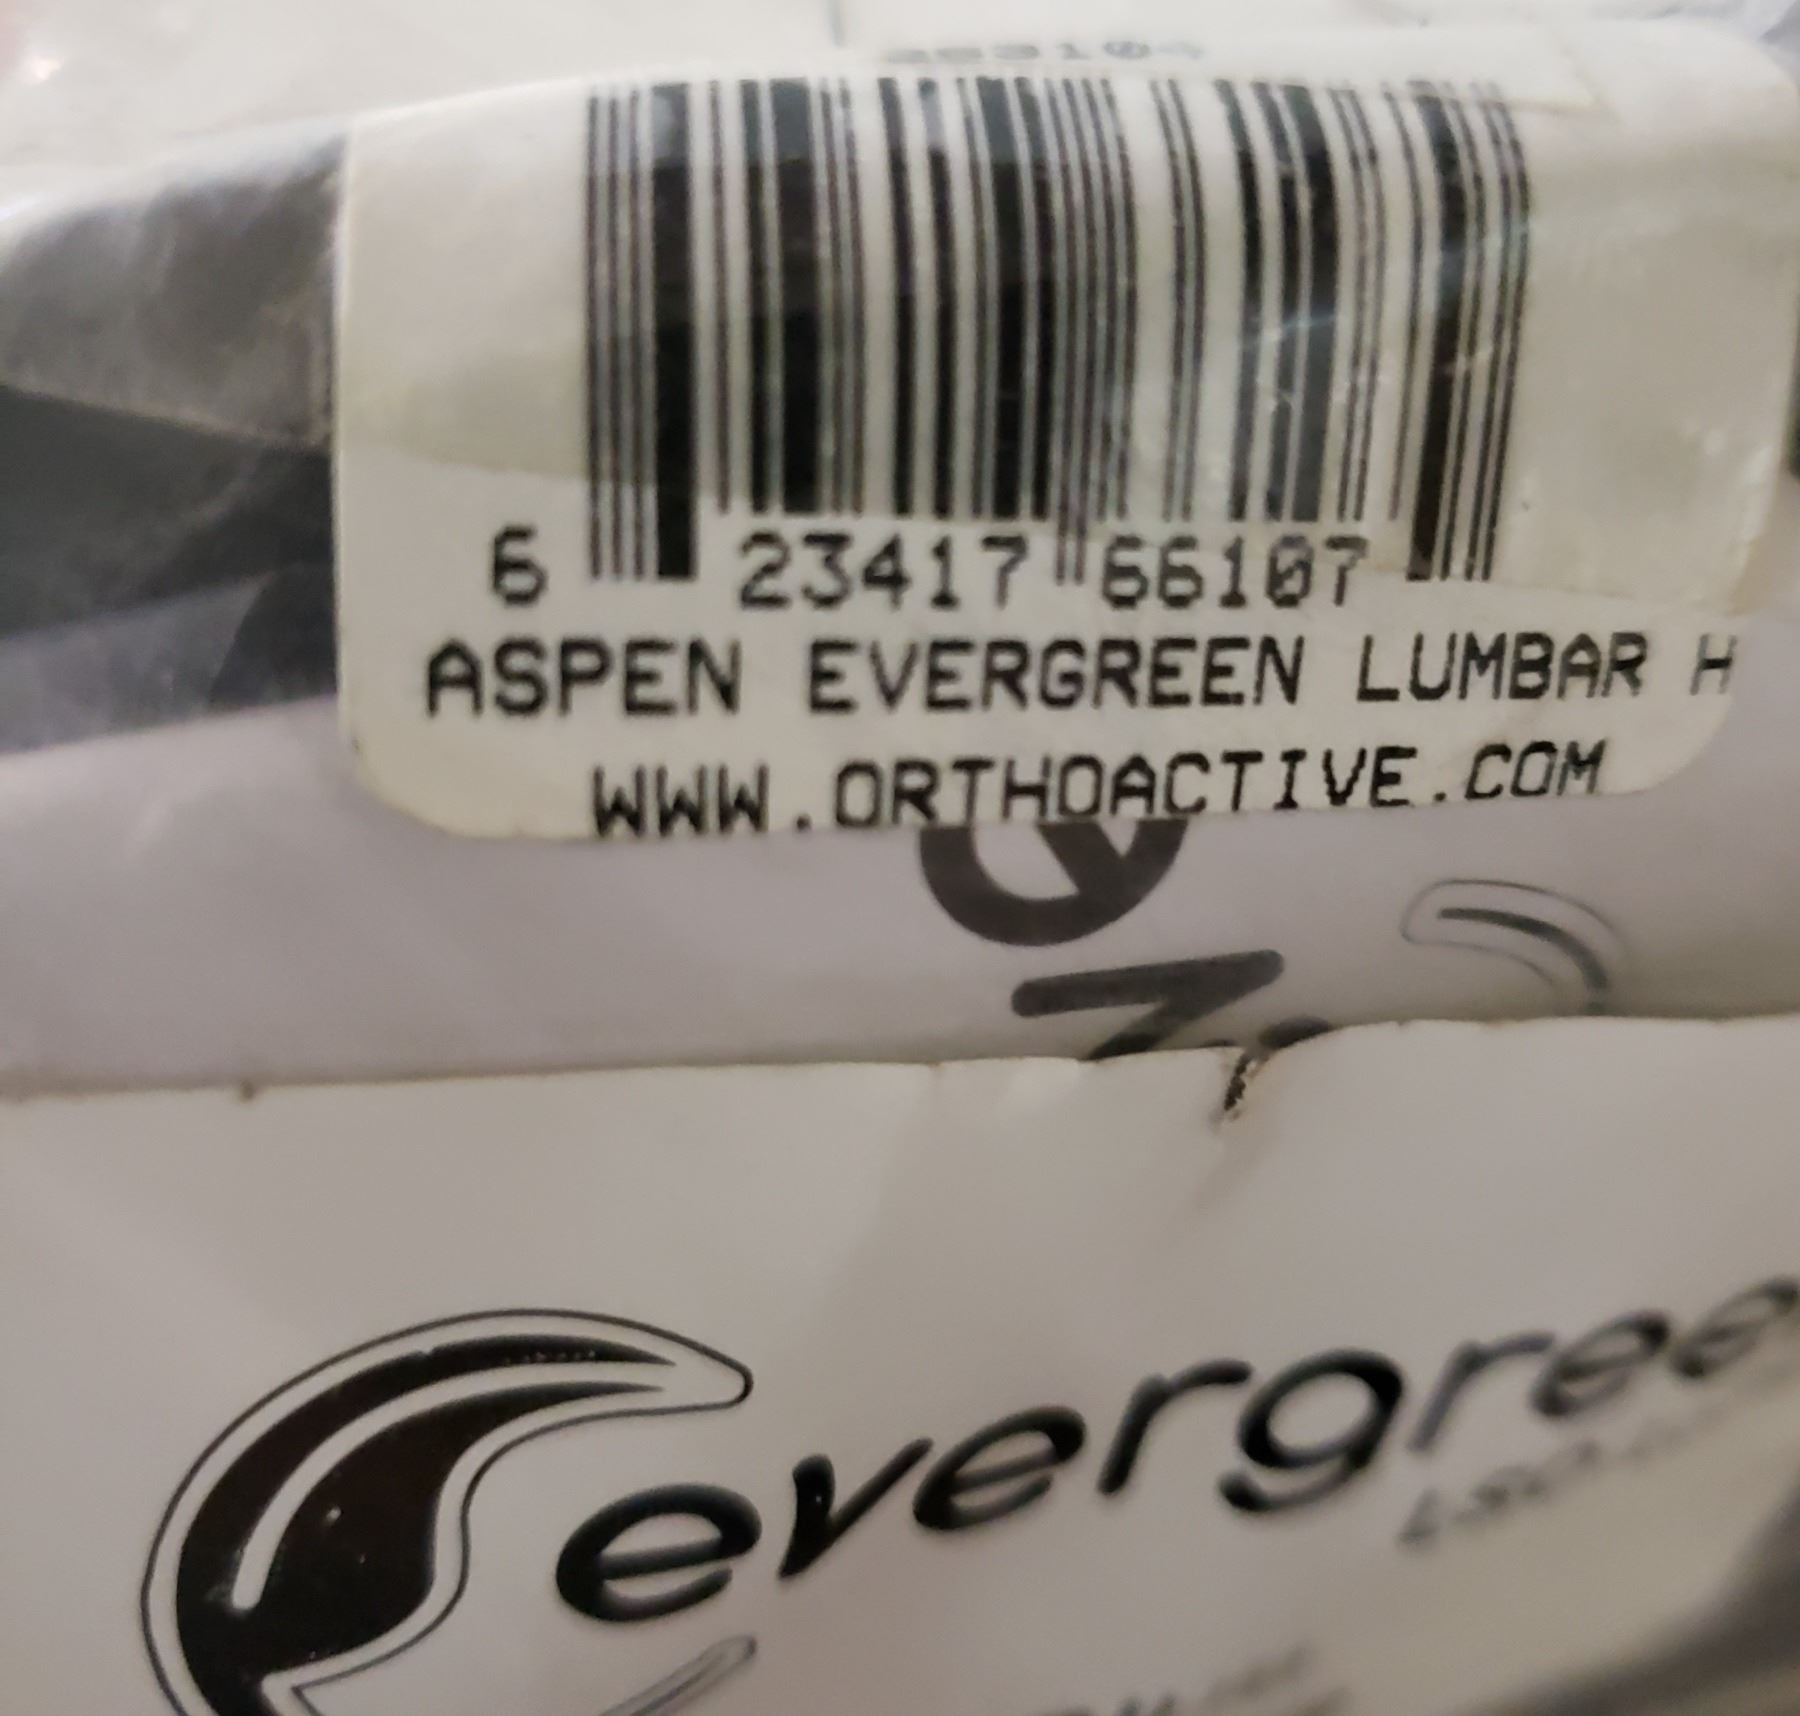 6 23417 66107
ASPEN EVERGREEN LUMBAR H
WWW.ORTHOACTIVE.COM
evergree